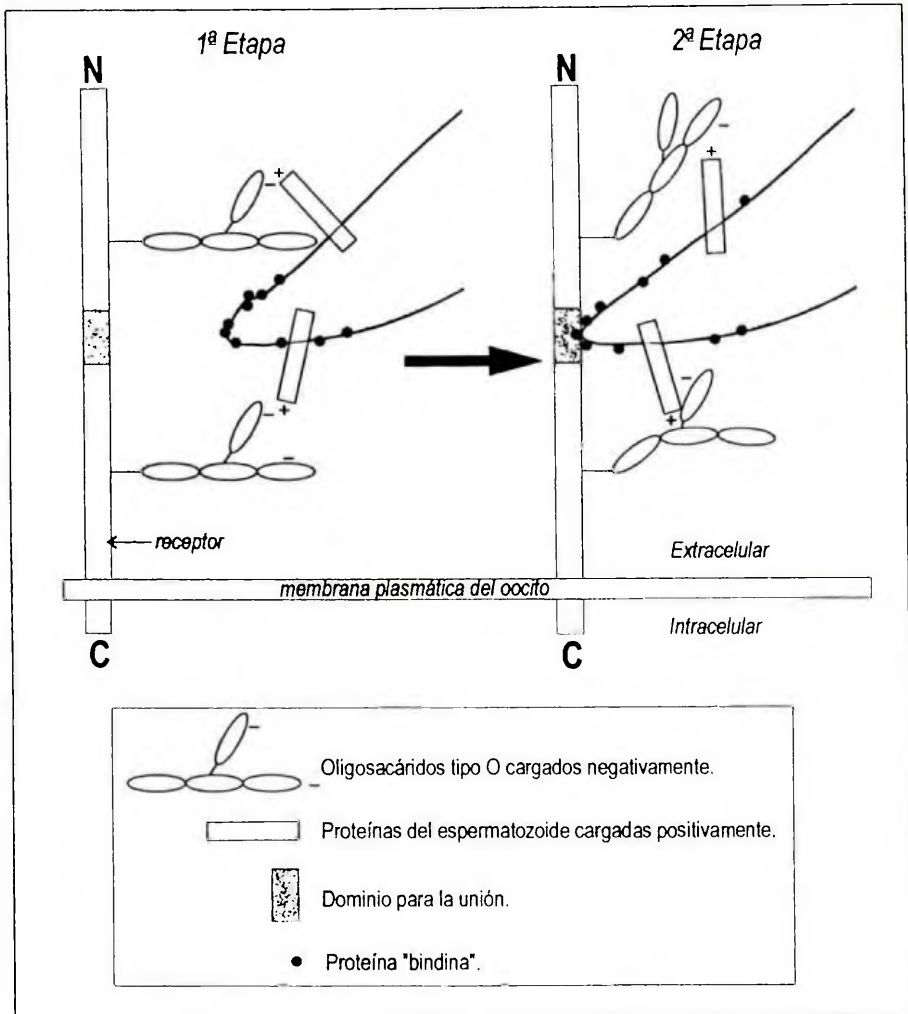 1ª Etapa
2ª Etapa
N
N
+
–
–
+
–
–
+
–
+
–
receptor
Extracelular
membrana plasmática del oocito
Intracelular
C
C
–
–
Oligosacáridos tipo O cargados negativamente.
Proteínas del espermatozoide cargadas positivamente.
Dominio para la unión.
Proteína "bindina".